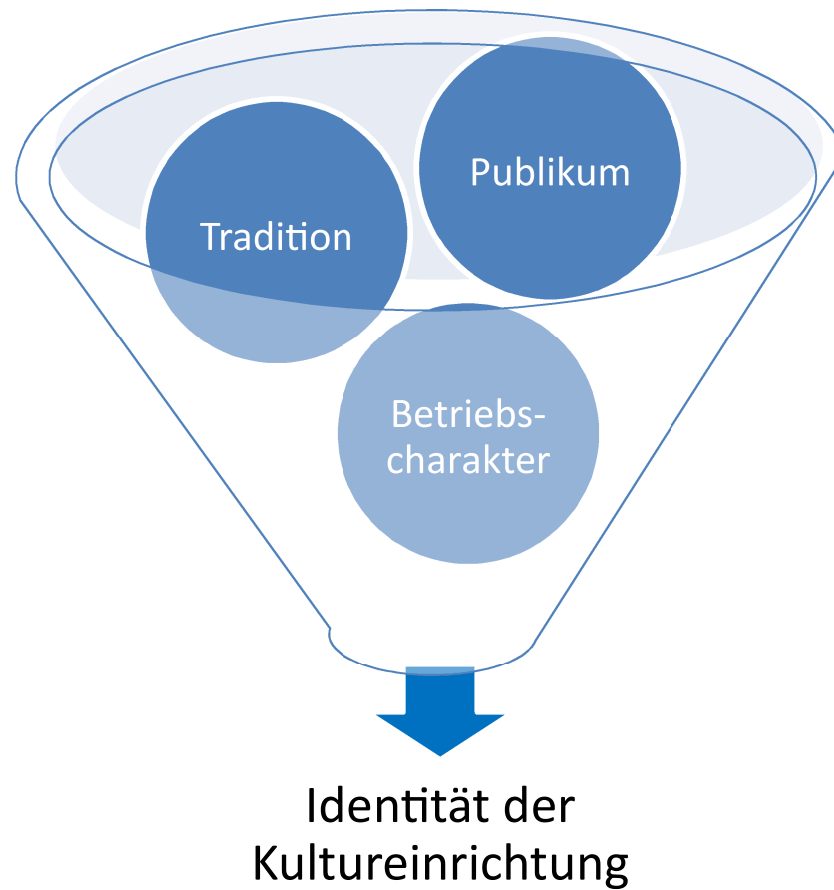 Publikum
Tradition
Betriebs-
charakter
Identität der
Kultureinrichtung